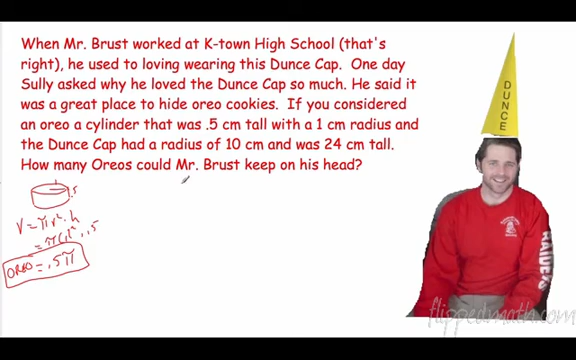 When Mr. Brust worked at K-town High School (that's
right), he used to loving wearing this Dunce Cap. One day
Sully asked why he loved the Dunce Cap so much. He said it
was a great place to hide oreo cookies. If you considered
an oreo a cylinder that was .5 cm tall with a 1 cm radius and
the Dunce Cap had a radius of 10 cm and was 24 cm tall.
How many Oreos could Mr. Brust keep on his head?
DUNCE
1
.5
V = πr². h
= π(1)² . .5
OREO = .5π
RAIDERS
flippedmath.com